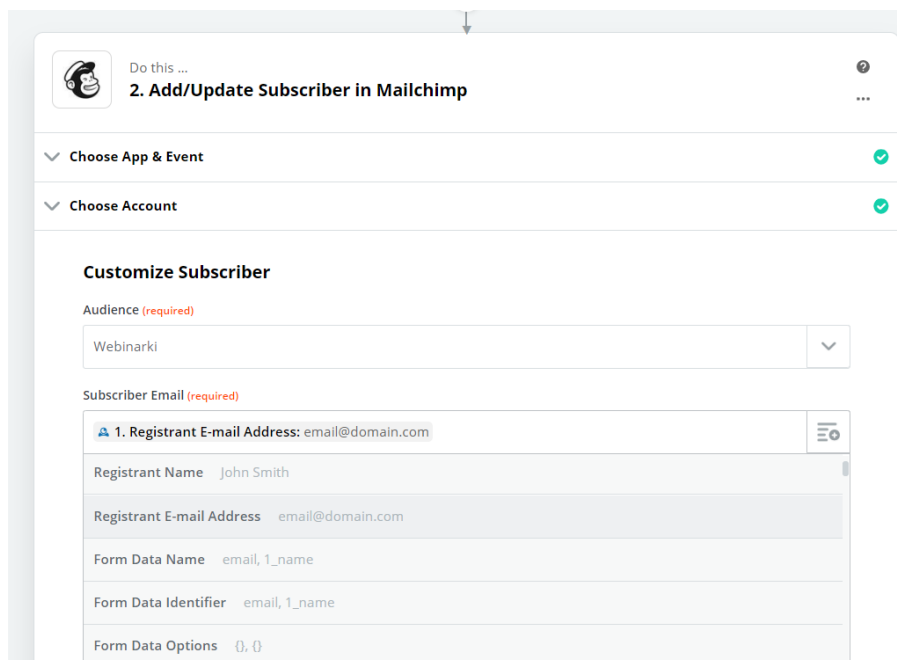 Do this ...
2. Add/Update Subscriber in Mailchimp
Choose App & Event
Choose Account
Customize Subscriber
Audience (required)
Webinarki
Subscriber Email (required)
1. Registrant E-mail Address: email@domain.com
Registrant Name John Smith
Registrant E-mail Address email@domain.com
Form Data Name email, 1_name
Form Data Identifier email, 1_name
Form Data Options {}, {}